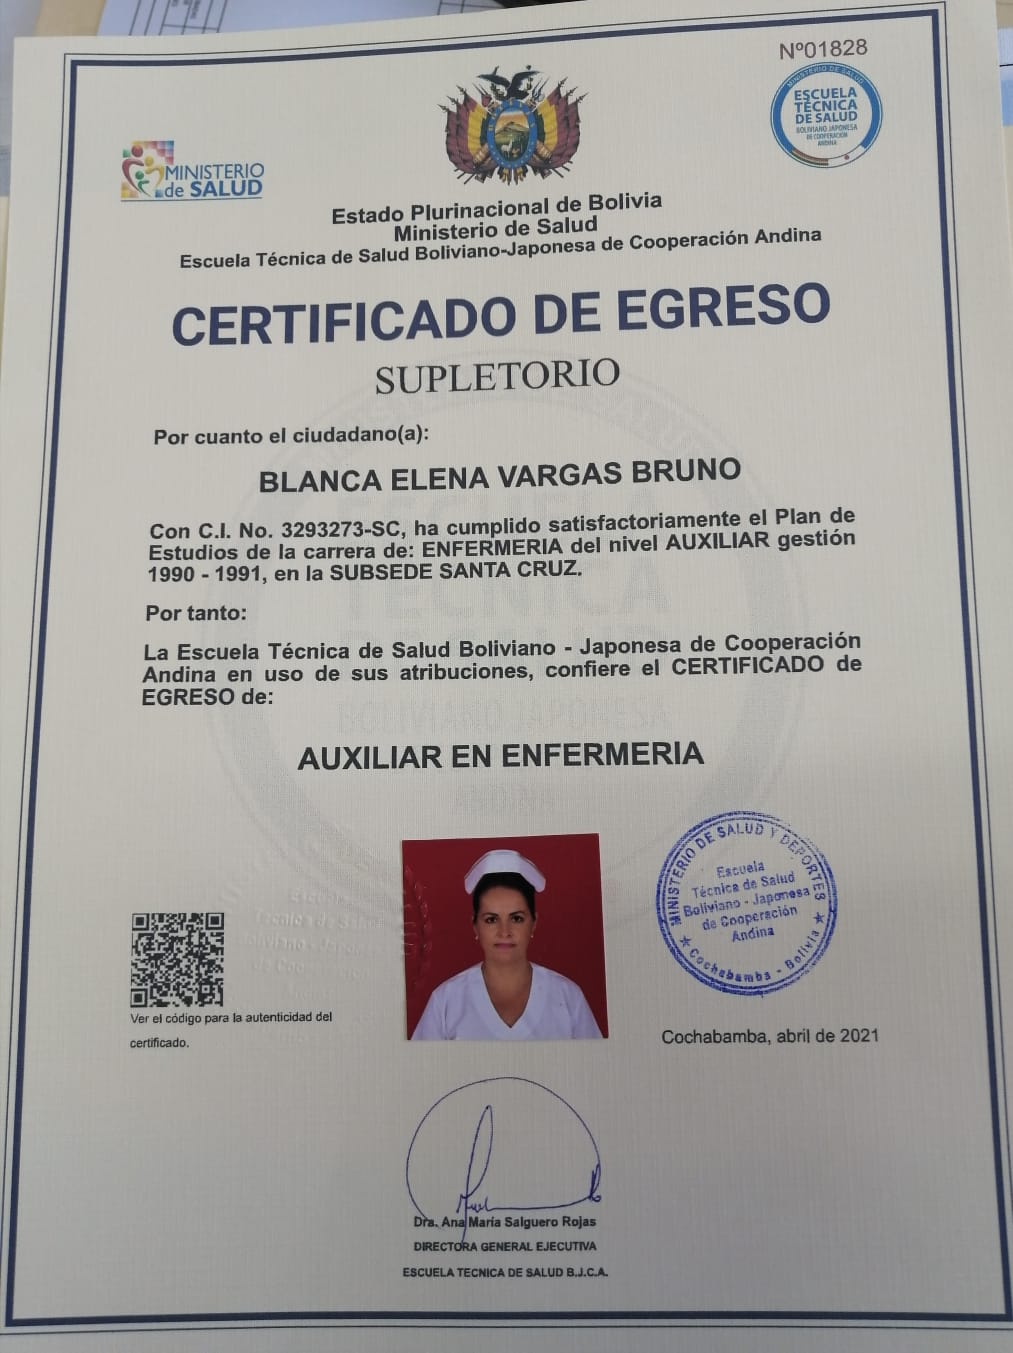 Nº01828
MINISTERIO DE SALUD
ESCUELA
TÉCNICA
DE SALUD
BOLIVIANO JAPONESA
DE COOPERACIÓN
ANDINA
MINISTERIO
de SALUD
Estado Plurinacional de Bolivia
Ministerio de Salud
Escuela Técnica de Salud Boliviano-Japonesa de Cooperación Andina
CERTIFICADO DE EGRESO
SUPLETORIO
Por cuanto el ciudadano(a):
BLANCA ELENA VARGAS BRUNO
Con C.I. No. 3293273-SC, ha cumplido satisfactoriamente el Plan de
Estudios de la carrera de: ENFERMERIA del nivel AUXILIAR gestión
1990 - 1991, en la SUBSEDE SANTA CRUZ.
Por tanto:
La Escuela Técnica de Salud Boliviano - Japonesa de Cooperación
Andina en uso de sus atribuciones, confiere el CERTIFICADO de
EGRESO de:
AUXILIAR EN ENFERMERIA
MINISTERIO DE SALUD Y DEPORTES
Escuela
Técnica de Salud
Boliviano - Japonesa
de Cooperación
Andina
Cochabamba - Bolivia
Ver el código para la autenticidad del
certificado.
Cochabamba, abril de 2021
Dra. Ana María Salguero Rojas
DIRECTORA GENERAL EJECUTIVA
ESCUELA TECNICA DE SALUD B.J.C.A.